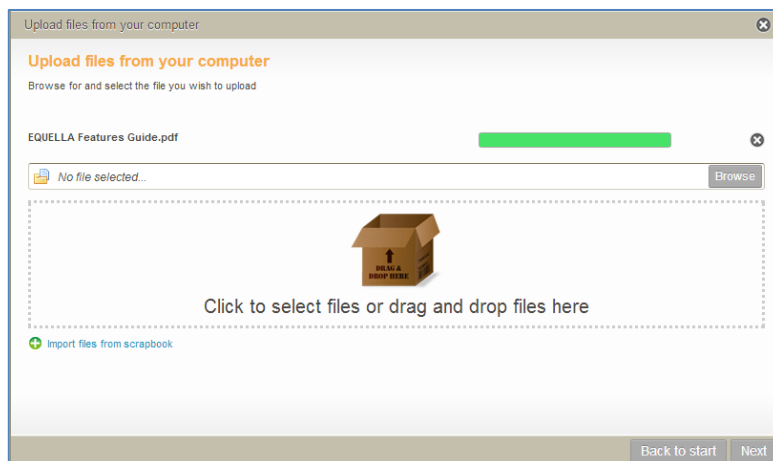 Upload files from your computer
Upload files from your computer
Browse for and select the file you wish to upload
EQUELLA Features Guide.pdf
No file selected...
Browse
DRAG &
DROP HERE
Click to select files or drag and drop files here
Import files from scrapbook
Back to start
Next